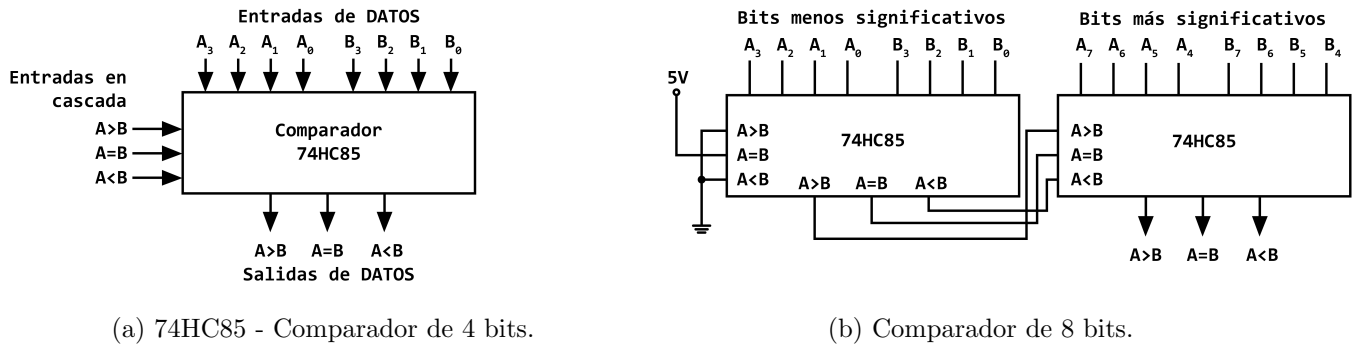 Entradas de DATOS
A3 A2 A1 A0 B3 B2 B1 B0
Entradas en
cascada
A>B
A=B
A<B
Comparador
74HC85
A>B A=B A<B
Salidas de DATOS
(a) 74HC85 - Comparador de 4 bits.
Bits menos significativos
A3 A2 A1 A0 B3 B2 B1 B0
5V
A>B
A=B
A<B
74HC85
A>B A=B A<B
Bits más significativos
A7 A6 A5 A4 B7 B6 B5 B4
A>B
A=B
A<B
74HC85
A>B A=B A<B
(b) Comparador de 8 bits.